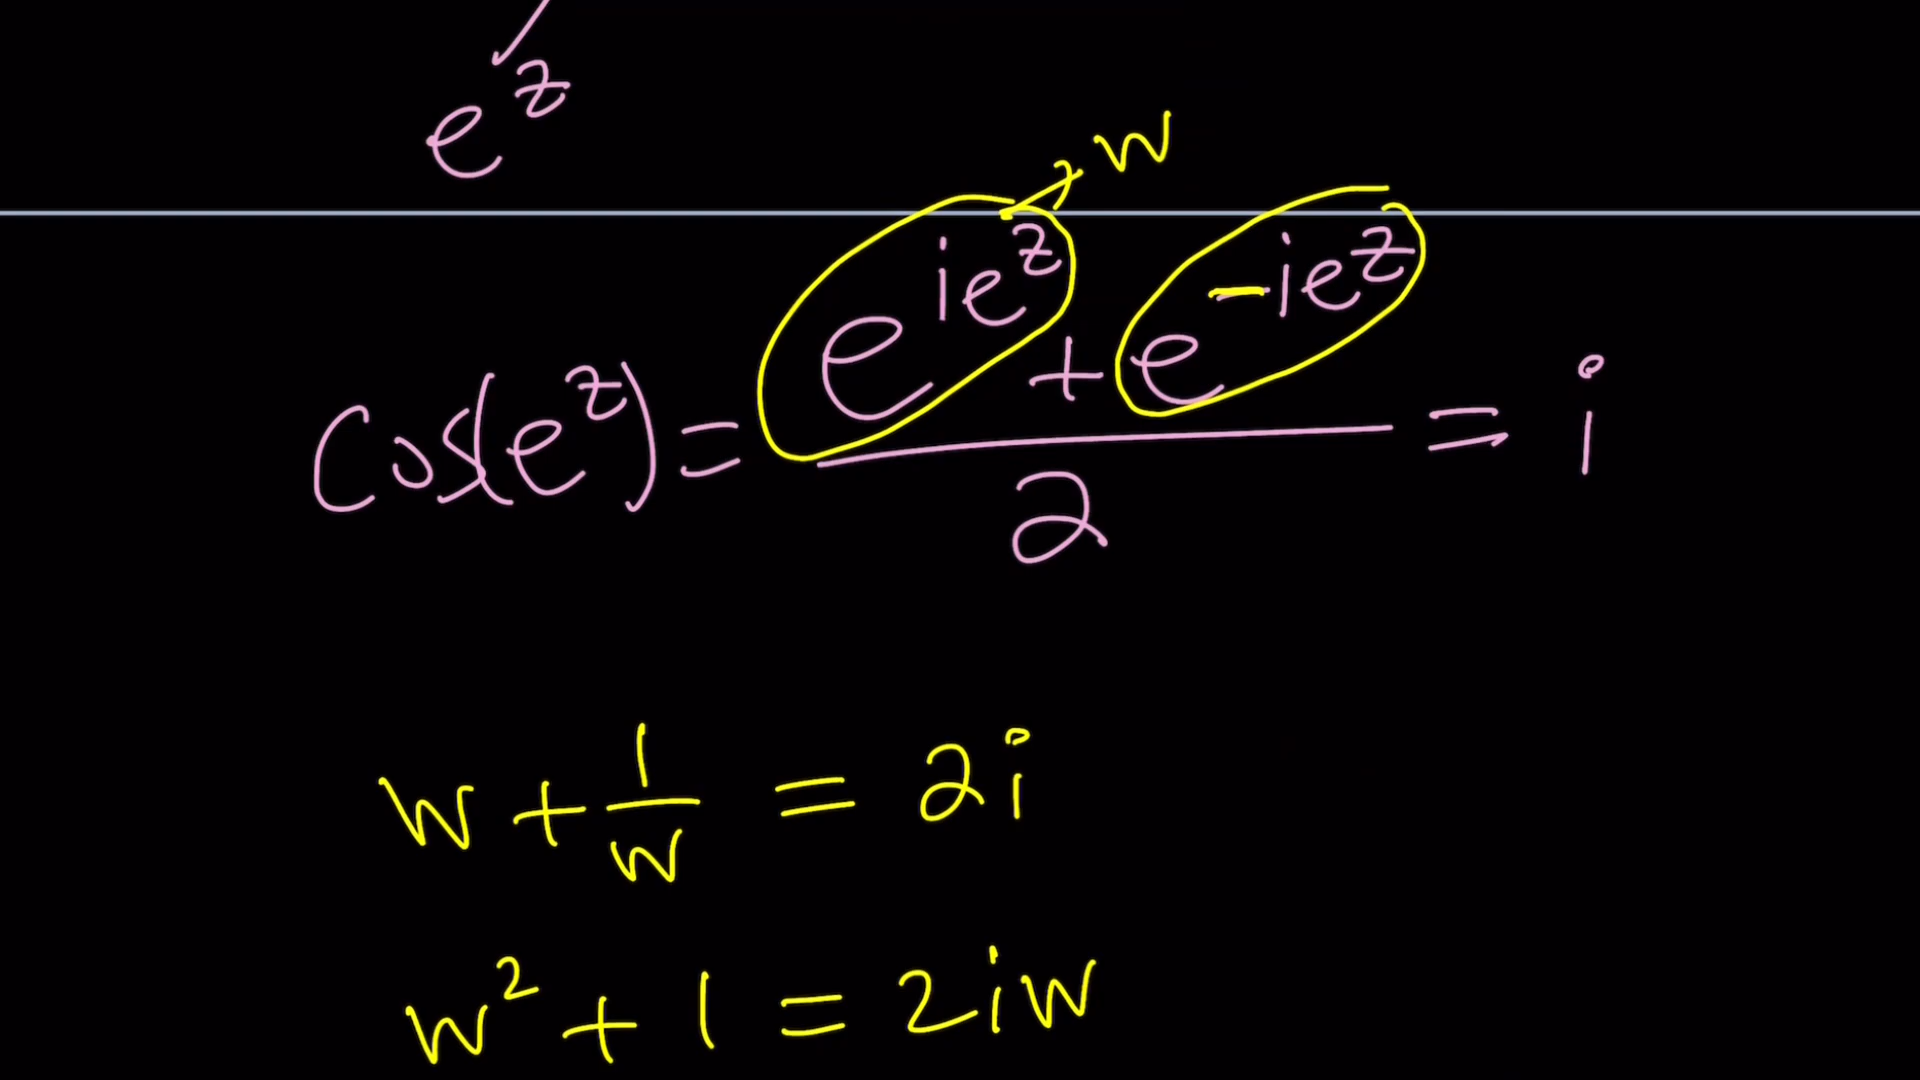 e^z
w
cos(e^z) = (e^{ie^z} + e^{-ie^z})/2 = i
w + 1/w = 2i
w^2 + 1 = 2iw